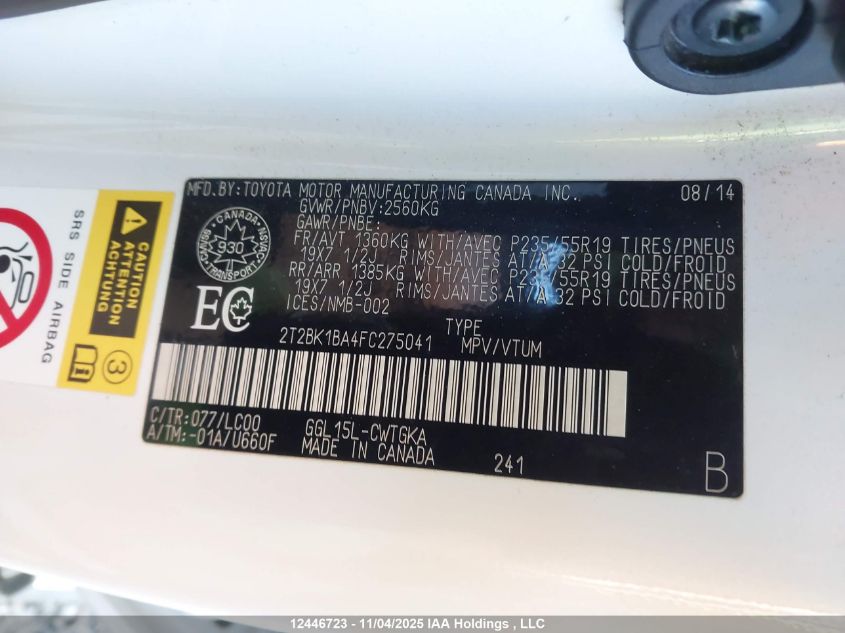 MFD.BY:TOYOTA MOTOR MANUFACTURING CANADA INC. 08/14
GVWR/PNBV:2560KG
GAWR/PNBE:
FR/AVT 1360KG WITH/AVEC P235/55R19 TIRES/PNEUS
19X7 1/2J RIMS/JANTES AT/A 32 PSI COLD/FROID
RR/ARR 1385KG WITH/AVEC P235/55R19 TIRES/PNEUS
19X7 1/2J RIMS/JANTES AT/A 32 PSI COLD/FROID
ICES/NMB-002
CANADA
930
TRANSPORT
EC
2T2BK1BA4FC275041 TYPE
MPV/VTUM
C/TR:077/LC00 GGL15L-CWTGKA
A/TM:-01A/U660F MADE IN CANADA 241 B
SRS SIDE AIRBAG
CAUTION
ACHTUNG
3
12446723 - 11/04/2025 IAA Holdings , LLC